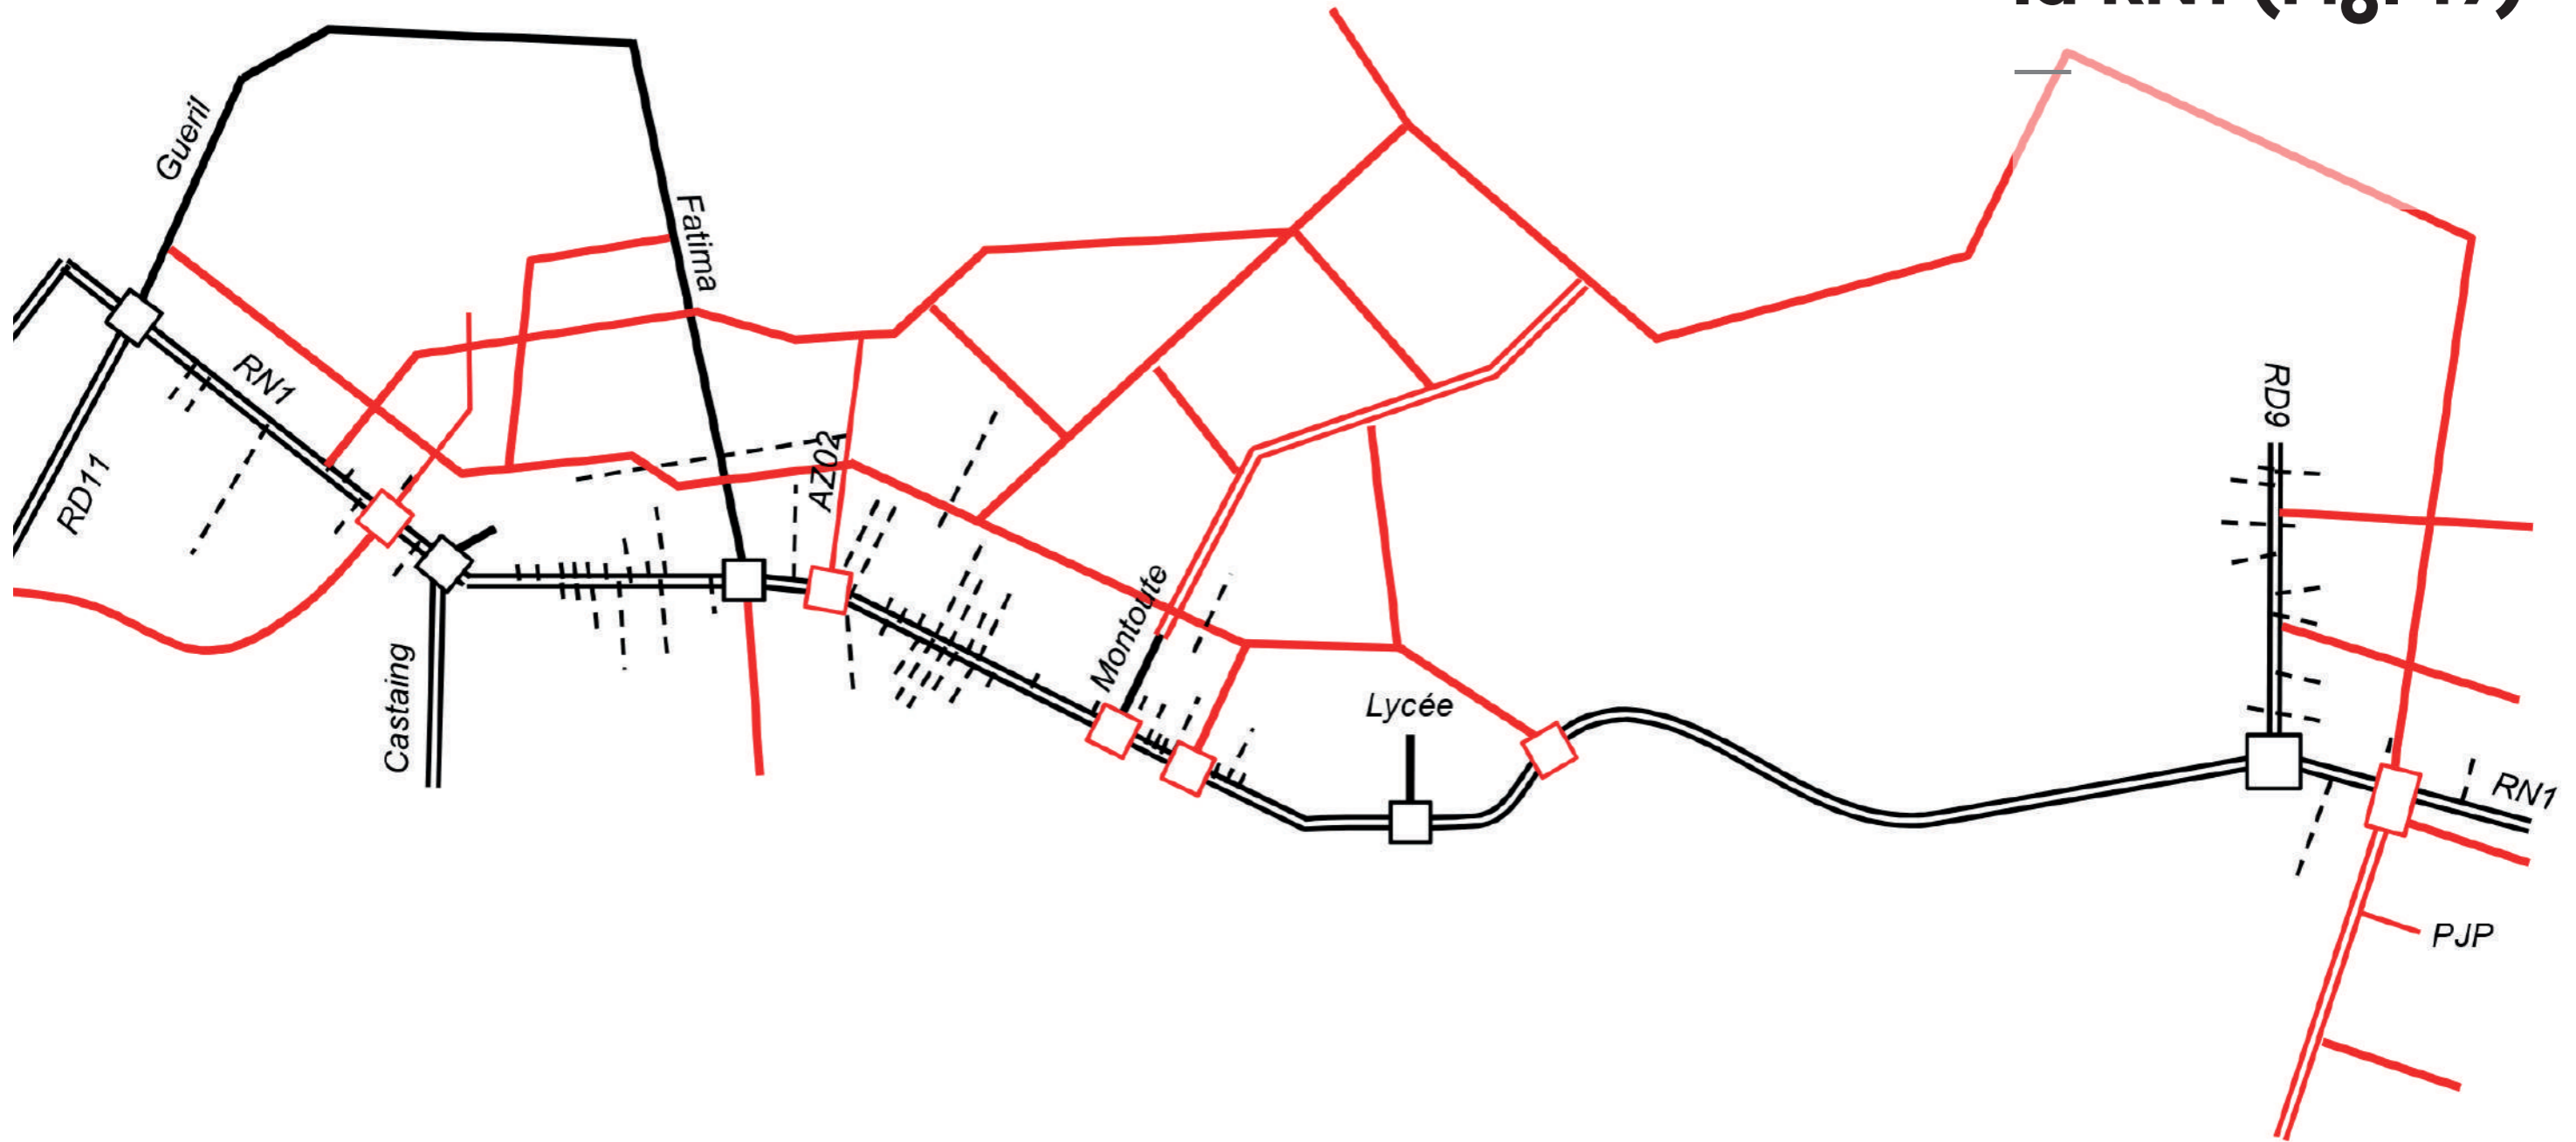 Gueril
Fatima
RN1
RD11
AZ02
Castaing
Montoute
Lycée
RD9
RN1
PJP